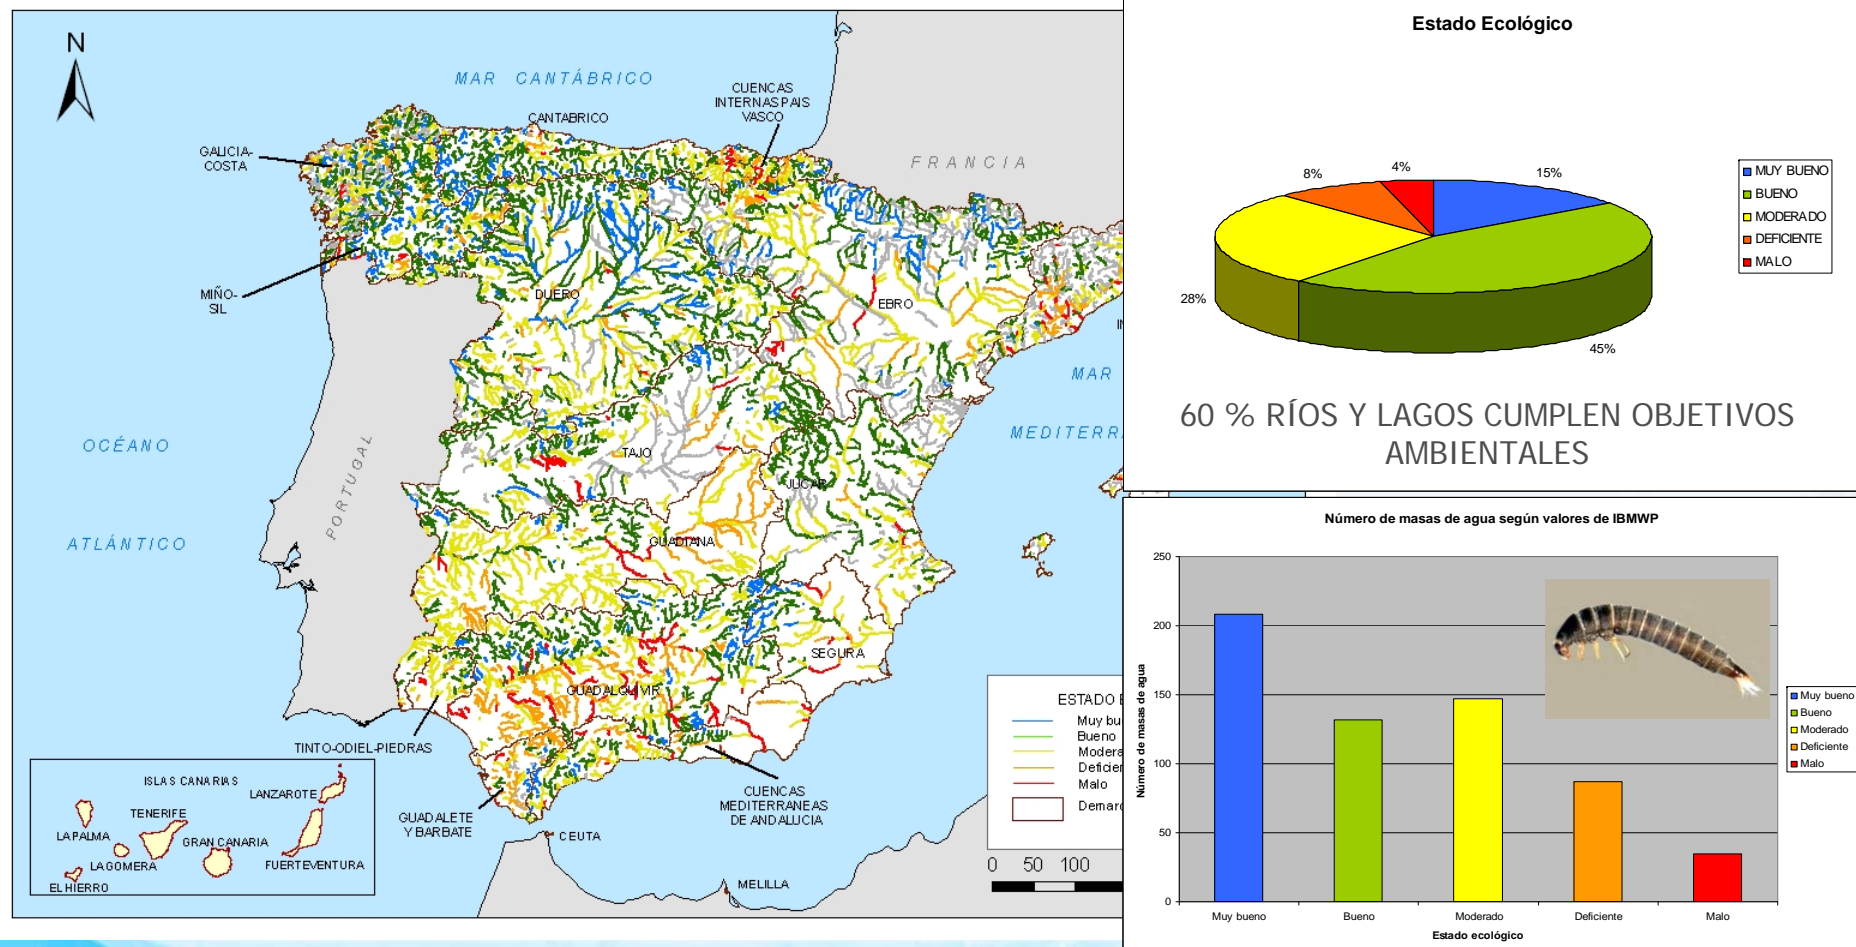 N
MAR CANTÁBRICO
CUENCAS
INTERNAS PAIS
VASCO
CANTABRICO
GALICIA-
COSTA
FRANCIA
MIÑO-
SIL
DUERO
EBRO
MAR
MEDITERR
OCÉANO
ATLÁNTICO
PORTUGAL
TAJO
JUCAR
GUADIANA
SEGURA
GUADALQUIVIR
TINTO-ODIEL-PIEDRAS
GUADALETE
Y BARBATE
CUENCAS
MEDITERRANEAS
DE ANDALUCIA
CEUTA
MELILLA
ISLAS CANARIAS
LANZAROTE
LA PALMA
TENERIFE
GRAN CANARIA
LA GOMERA
FUERTEVENTURA
EL HIERRO
ESTADO E
Muy bu
Bueno
Modera
Deficien
Malo
Demarc
0 50 100
Estado Ecológico
8%
4%
15%
28%
45%
MUY BUENO
BUENO
MODERADO
DEFICIENTE
MALO
60 % RÍOS Y LAGOS CUMPLEN OBJETIVOS
AMBIENTALES
Número de masas de agua según valores de IBMWP
Número de masas de agua
250
200
150
100
50
0
Muy bueno
Bueno
Moderado
Deficiente
Malo
Estado ecológico
Muy bueno
Bueno
Moderado
Deficiente
Malo